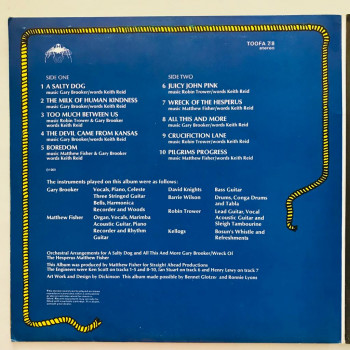 TOOFA 7/8
stereo
SIDE ONE
1 A SALTY DOG
music Gary Brooker/words Keith Reid
2 THE MILK OF HUMAN KINDNESS
music Gary Brooker/words Keith Reid
3 TOO MUCH BETWEEN US
music Robin Trower & Gary Brooker
words Keith Reid
4 THE DEVIL CAME FROM KANSAS
music Gary Brooker/words Keith Reid
5 BOREDOM
music Matthew Fisher & Gary Brooker
words Keith Reid
SIDE TWO
6 JUICY JOHN PINK
music Robin Trower/words Keith Reid
7 WRECK OF THE HESPERUS
music Matthew Fisher/words Keith Reid
8 ALL THIS AND MORE
music Gary Brooker/words Keith Reid
9 CRUCIFICTION LANE
music Robin Trower/words Keith Reid
10 PILGRIMS PROGRESS
music Matthew Fisher/words Keith Reid
The instruments played on this album were as follows:
Gary Brooker Vocals, Piano, Celeste
Three Stringed Guitar
Bells, Harmonica
Recorder and Woods
Matthew Fisher Organ, Vocals, Marimba
Acoustic Guitar, Piano
Recorder and Rhythm
Guitar
David Knights Bass Guitar
Barrie Wilson Drums, Conga Drums
and Tabla
Robin Trower Lead Guitar, Vocal
Acoustic Guitar and
Sleigh Tambourine
Kellogs Bosun's Whistle and
Refreshments
Orchestral Arrangements for A Salty Dog and All This And More Gary Brooker/Wreck Of
The Hesperus Matthew Fisher
This Album was produced by Matthew Fisher for Straight Ahead Productions
The Engineers were Ken Scott on tracks 1-5 and 8-10, Ian Stuart on track 6 and Henry Lewy on track 7
Art Work and Design by Dickinson This album made possible by Bennet Glotzer and Ronnie Lyons